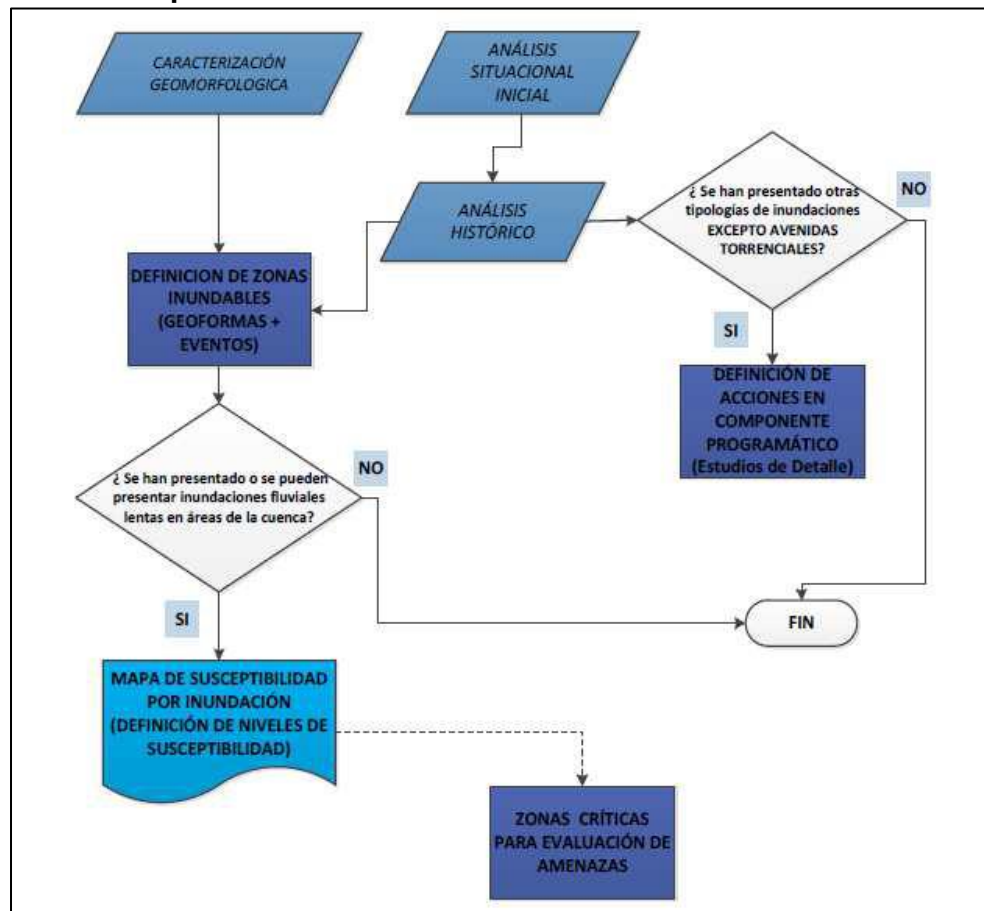 CARACTERIZACIÓN
GEOMORFOLOGICA
ANÁLISIS
SITUACIONAL
INICIAL
ANÁLISIS
HISTÓRICO
¿ Se han presentado otras
tipologías de inundaciones
EXCEPTO AVENIDAS
TORRENCIALES?
NO
SI
DEFINICION DE ZONAS
INUNDABLES
(GEOFORMAS +
EVENTOS)
DEFINICIÓN DE
ACCIONES EN
COMPONENTE
PROGRAMÁTICO
(Estudios de Detalle)
¿ Se han presentado o se pueden
presentar inundaciones fluviales
lentas en áreas de la cuenca?
NO
SI
FIN
MAPA DE SUSCEPTIBILIDAD
POR INUNDACIÓN
(DEFINICIÓN DE NIVELES DE
SUSCEPTIBILIDAD)
ZONAS CRÍTICAS
PARA EVALUACIÓN DE
AMENAZAS